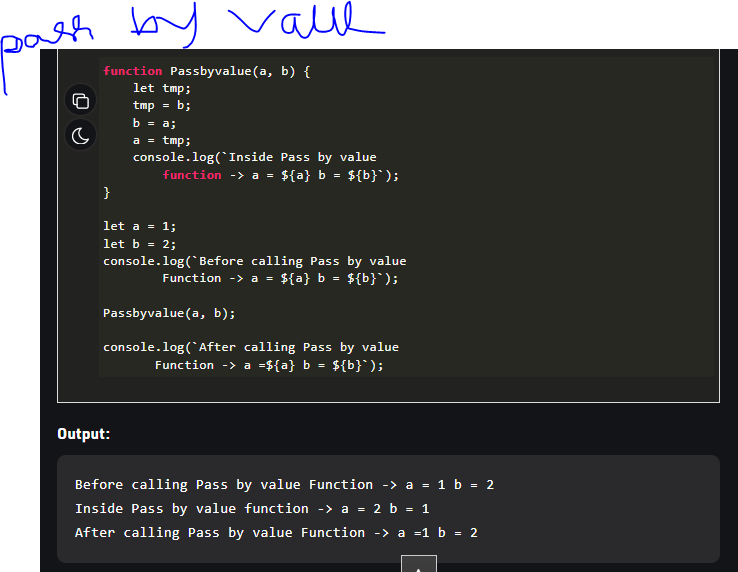 pass by value
function Passbyvalue(a, b) {
let tmp;
tmp = b;
b = a;
a = tmp;
console.log(`Inside Pass by value
function -> a = ${a} b = ${b}`);
}
let a = 1;
let b = 2;
console.log(`Before calling Pass by value
Function -> a = ${a} b = ${b}`);
Passbyvalue(a, b);
console.log(`After calling Pass by value
Function -> a =${a} b = ${b}`);
Output:
Before calling Pass by value Function -> a = 1 b = 2
Inside Pass by value function -> a = 2 b = 1
After calling Pass by value Function -> a =1 b = 2